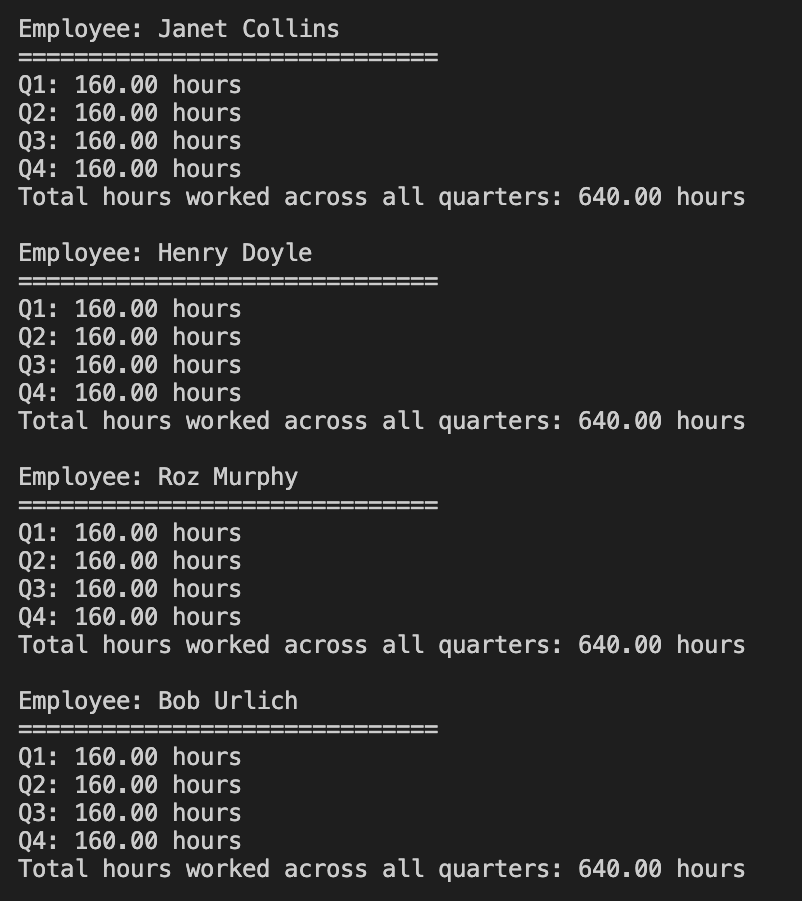 Employee: Janet Collins
==============================
Q1: 160.00 hours
Q2: 160.00 hours
Q3: 160.00 hours
Q4: 160.00 hours
Total hours worked across all quarters: 640.00 hours

Employee: Henry Doyle
==============================
Q1: 160.00 hours
Q2: 160.00 hours
Q3: 160.00 hours
Q4: 160.00 hours
Total hours worked across all quarters: 640.00 hours

Employee: Roz Murphy
==============================
Q1: 160.00 hours
Q2: 160.00 hours
Q3: 160.00 hours
Q4: 160.00 hours
Total hours worked across all quarters: 640.00 hours

Employee: Bob Urlich
==============================
Q1: 160.00 hours
Q2: 160.00 hours
Q3: 160.00 hours
Q4: 160.00 hours
Total hours worked across all quarters: 640.00 hours